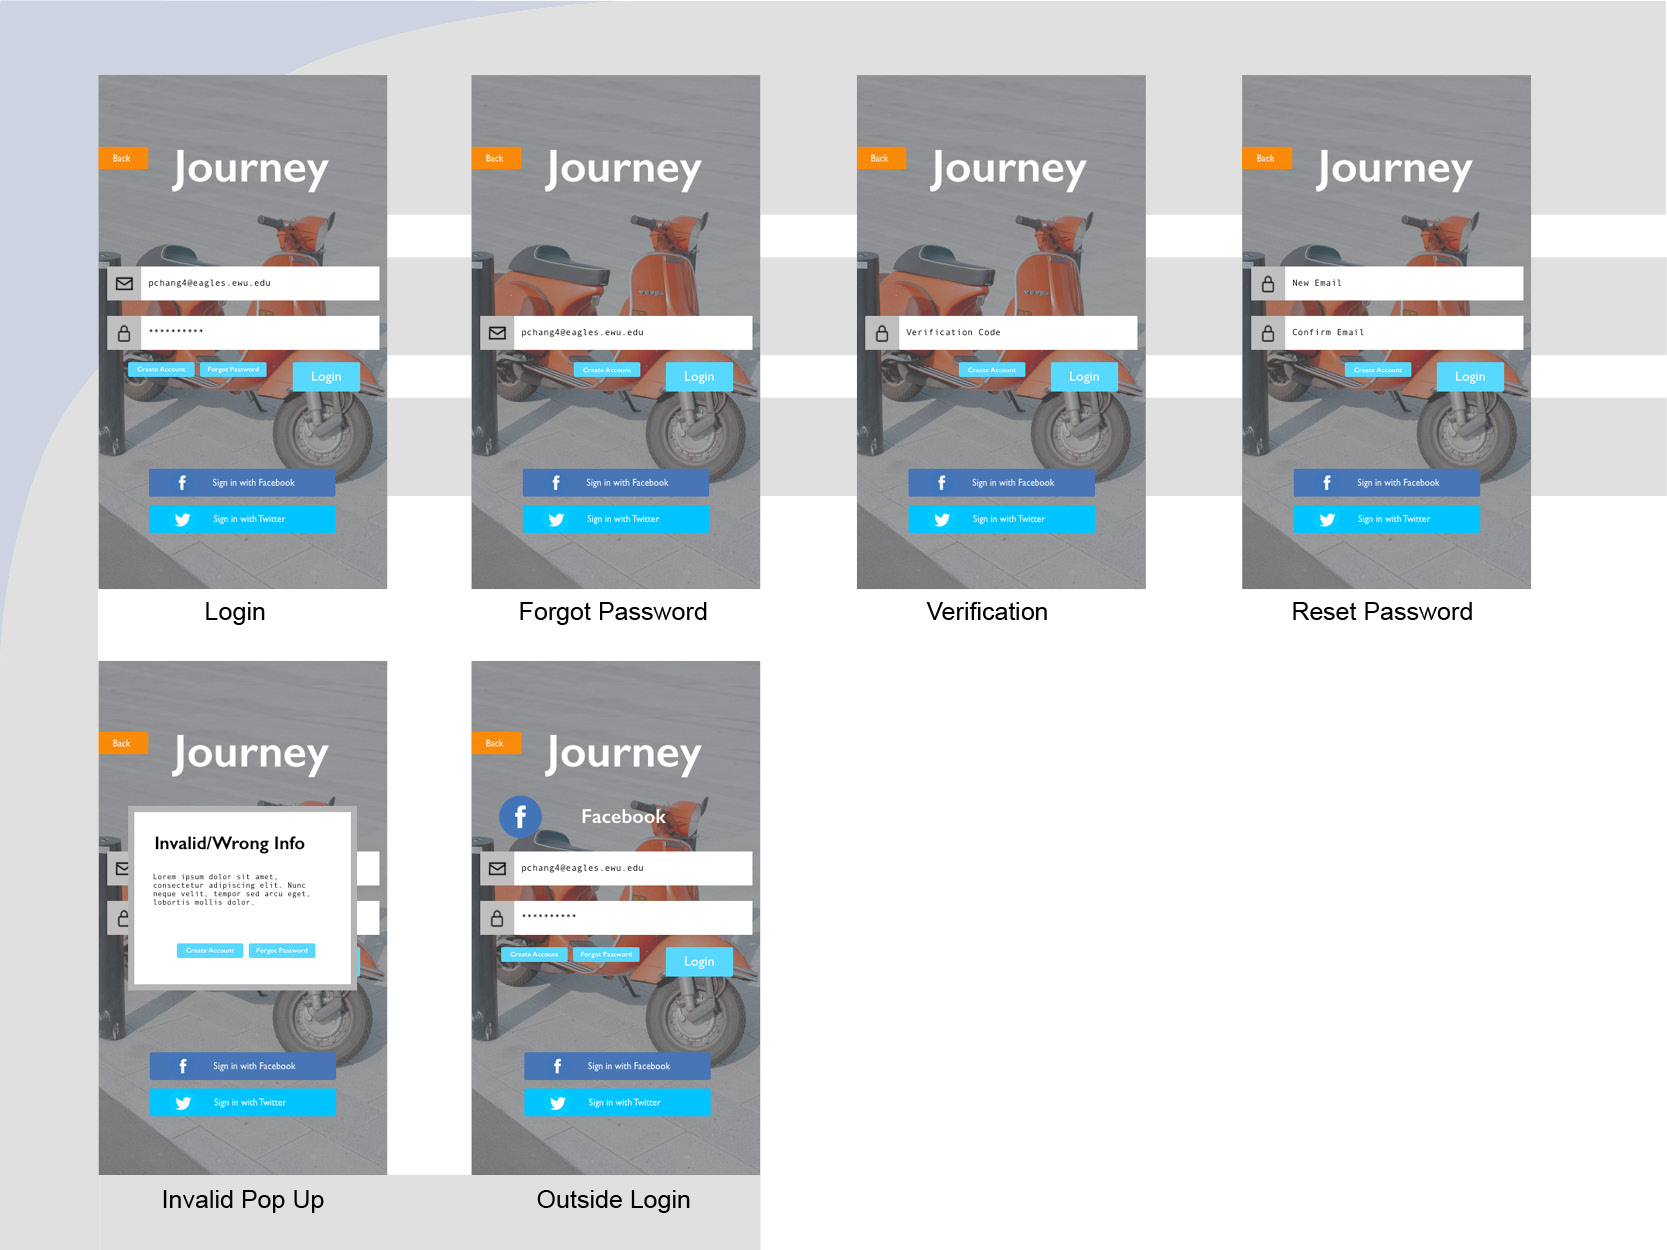 Back
Journey
pchang4@eagles.ewu.edu
**********
Create Account
Forgot Password
Login
Sign in with Facebook
Sign in with Twitter
Login
Back
Journey
vespa
pchang4@eagles.ewu.edu
Create Account
Login
Sign in with Facebook
Sign in with Twitter
Forgot Password
Back
Journey
vespa
Verification Code
Create Account
Login
Sign in with Facebook
Sign in with Twitter
Verification
Back
Journey
New Email
Confirm Email
Create Account
Login
Sign in with Facebook
Sign in with Twitter
Reset Password
Back
Journey
Invalid/Wrong Info
Lorem ipsum dolor sit amet,
consectetur adipiscing elit. Nunc
neque velit, tempor sed arcu eget,
lobortis mollis dolor.
Create Account
Forgot Password
Sign in with Facebook
Sign in with Twitter
Invalid Pop Up
Back
Journey
Facebook
pchang4@eagles.ewu.edu
**********
Create Account
Forgot Password
Login
Sign in with Facebook
Sign in with Twitter
Outside Login